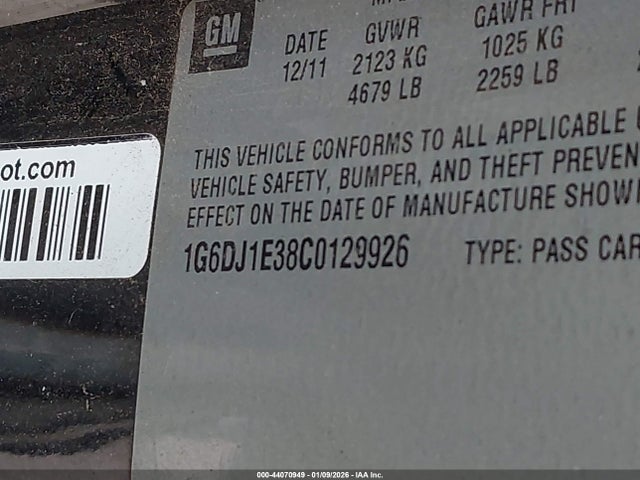 GM
DATE GVWR GAWR FRT
12/11 2123 KG 1025 KG
4679 LB 2259 LB
THIS VEHICLE CONFORMS TO ALL APPLICABLE
VEHICLE SAFETY, BUMPER, AND THEFT PREVEN
EFFECT ON THE DATE OF MANUFACTURE SHOW
1G6DJ1E38C0129926 TYPE: PASS CAR
ot.com
000-44070949 - 01/09/2026 - IAA Inc.